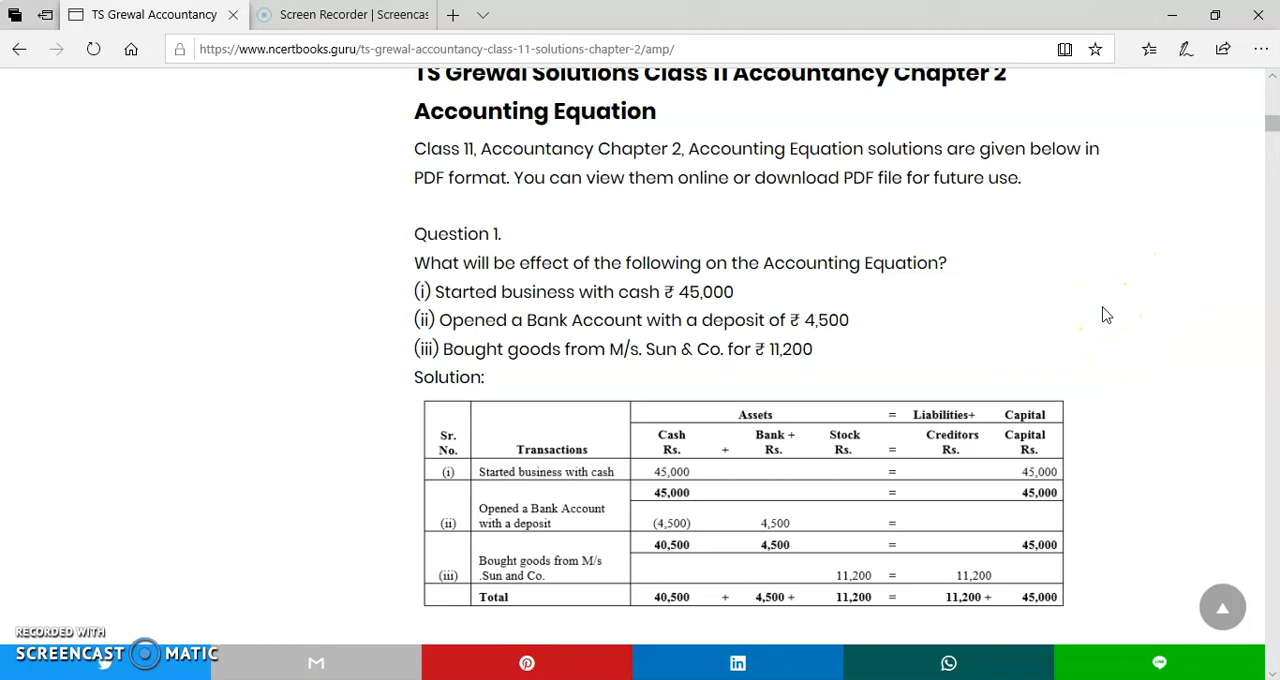 TS Grewal Accountancy
Screen Recorder | Screencas
https://www.ncertbooks.guru/ts-grewal-accountancy-class-11-solutions-chapter-2/amp/
TS Grewal Solutions Class 11 Accountancy Chapter 2
Accounting Equation
Class 11, Accountancy Chapter 2, Accounting Equation solutions are given below in
PDF format. You can view them online or download PDF file for future use.
Question 1.
What will be effect of the following on the Accounting Equation?
(i) Started business with cash ₹ 45,000
(ii) Opened a Bank Account with a deposit of ₹ 4,500
(iii) Bought goods from M/s. Sun & Co. for ₹ 11,200
Solution:
Assets = Liabilities+ Capital
Sr. No. Transactions Cash Rs. + Bank + Rs. Stock Rs. = Creditors Rs. Capital Rs.
(i) Started business with cash 45,000 = 45,000
45,000 = 45,000
(ii) Opened a Bank Account with a deposit (4,500) 4,500 =
40,500 4,500 = 45,000
(iii) Bought goods from M/s .Sun and Co. 11,200 = 11,200
Total 40,500 + 4,500 + 11,200 = 11,200 + 45,000
RECORDED WITH
SCREENCAST MATIC